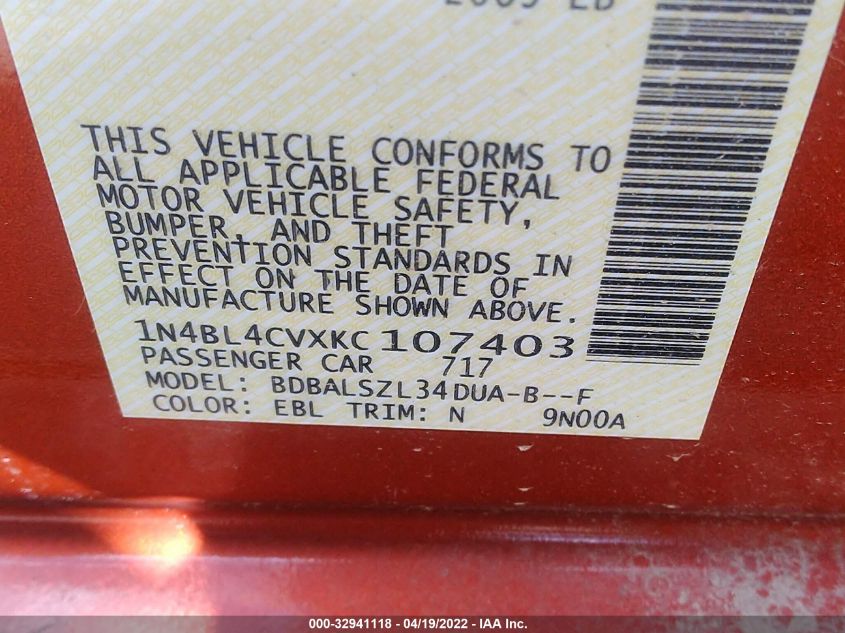 THIS VEHICLE CONFORMS TO
ALL APPLICABLE FEDERAL
MOTOR VEHICLE SAFETY,
BUMPER, AND THEFT
PREVENTION STANDARDS IN
EFFECT ON THE DATE OF
MANUFACTURE SHOWN ABOVE.
1N4BL4CVXKC 107403
PASSENGER CAR 717
MODEL: BDBALSZL34DUA-B--F
COLOR: EBL TRIM: N 9N00A
000-32941118 - 04/19/2022 - IAA Inc.